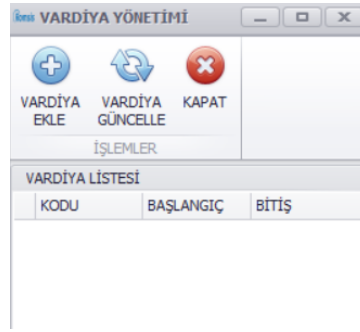 VARDİYA YÖNETİMİ
VARDİYA EKLE
VARDİYA GÜNCELLE
KAPAT
İŞLEMLER
VARDİYA LİSTESİ
KODU BAŞLANGIÇ BİTİŞ